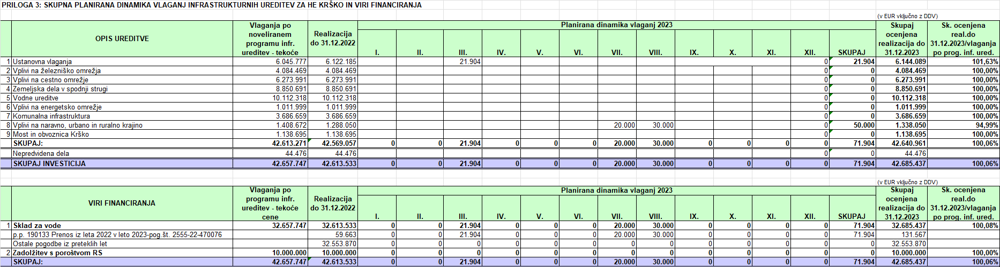 PRILOGA 3: SKUPNA PLANIRANA DINAMIKA VLAGANJ INFRASTRUKTURNIH UREDITEV ZA HE KRŠKO IN VIRI FINANCIRANJA
(v EUR vključno z DDV)
OPIS UREDITVE Vlaganja po noveliranem programu infr. ureditev - tekoče Realizacija do 31.12.2022 Planirana dinamika vlaganj 2023 Skupaj ocenjena realizacija do 31.12.2023 Sk. ocenjena real.do 31.12.2023/vlaganja po prog. inf. ured.
I. II. III. IV. V. VI. VII. VIII. IX. X. XI. XII. SKUPAJ
1 Ustanovna vlaganja 6.045.777 6.122.185 21.904 0 21.904 6.144.089 101,63%
2 Vplivi na železniško omrežja 4.084.469 4.084.469 0 0 4.084.469 100,00%
3 Vplivi na cestno omrežje 6.273.991 6.273.991 0 0 6.273.991 100,00%
4 Zemeljska dela v spodnji strugi 8.850.691 8.850.691 0 0 8.850.691 100,00%
5 Vodne ureditve 10.112.318 10.112.318 0 0 10.112.318 100,00%
6 Vplivi na energetsko omrežje 1.011.999 1.011.999 0 0 1.011.999 100,00%
7 Komunalna infrastruktura 3.686.659 3.686.659 0 0 3.686.659 100,00%
8 Vplivi na naravno, urbano in ruralno krajino 1.408.672 1.288.050 20.000 30.000 0 50.000 1.338.050 94,99%
9 Most in obvoznica Krško 1.138.695 1.138.695 0 0 1.138.695 100,00%
SKUPAJ: 42.613.271 42.569.057 0 0 21.904 0 0 0 20.000 30.000 0 0 0 0 71.904 42.640.961 100,06%
Nepredvidena dela 44.476 44.476 0 0 44.476
SKUPAJ INVESTICIJA 42.657.747 42.613.533 0 0 21.904 0 0 0 20.000 30.000 0 0 0 0 71.904 42.685.437 100,06%
(v EUR vključno z DDV)
VIRI FINANCIRANJA Vlaganja po programu infr. ureditev - tekoče cene Realizacija do 31.12.2022 Planirana dinamika vlaganj 2023 Skupaj ocenjena realizacija do 31.12.2023 Sk. ocenjena real.do 31.12.2023/vlaganja po prog. inf. ured.
I. II. III. IV. V. VI. VII. VIII. IX. X. XI. XII. SKUPAJ
1 Sklad za vode 32.657.747 32.613.533 0 0 21.904 0 0 0 20.000 30.000 0 0 0 0 71.904 32.685.437 100,08%
p.p. 190133 Prenos iz leta 2022 v leto 2023-pog.št. 2555-22-470076 59.663 0 0 21.904 0 0 0 20.000 30.000 0 0 0 0 71.904 131.567
Ostale pogodbe iz preteklih let 32.553.870 0 0 0 0 0 0 0 0 0 0 0 0 0 32.553.870
2 Zadolžitev s poroštvom RS 10.000.000 10.000.000 0 0 0 0 0 0 0 0 0 0 0 0 0 10.000.000 100,00%
SKUPAJ: 42.657.747 42.613.533 0 0 21.904 0 0 0 20.000 30.000 0 0 0 0 71.904 42.685.437 100,06%